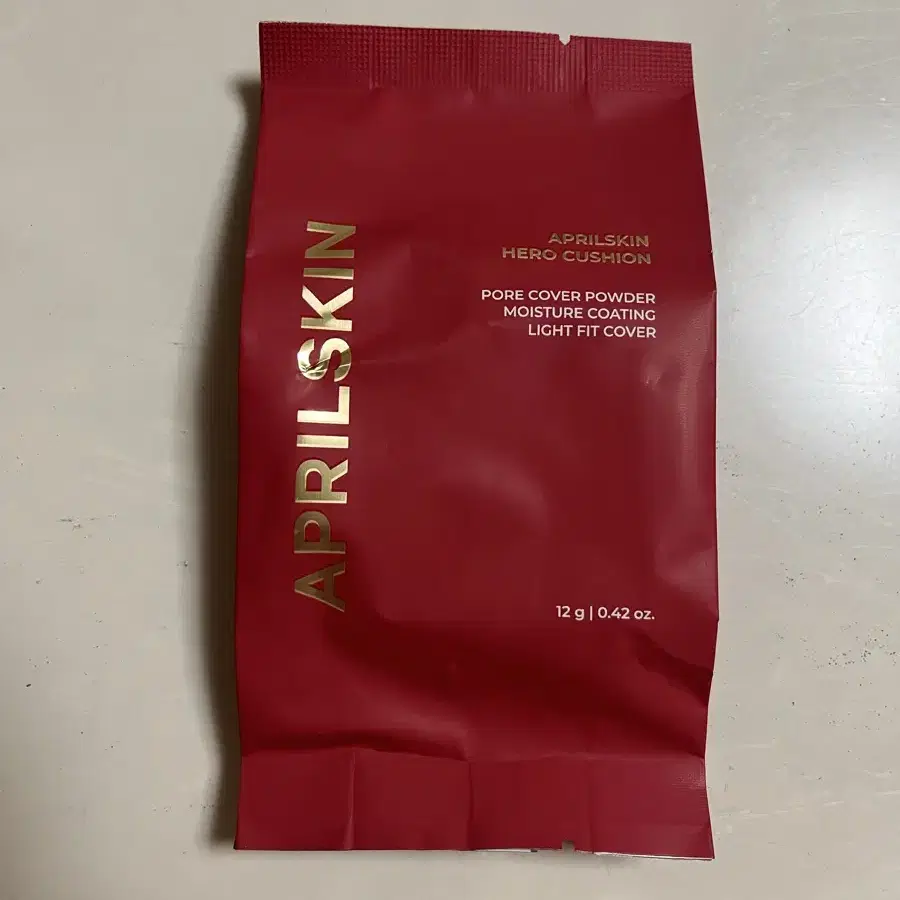 APRILSKIN
APRILSKIN
HERO CUSHION
PORE COVER POWDER
MOISTURE COATING
LIGHT FIT COVER
12 g | 0.42 oz.